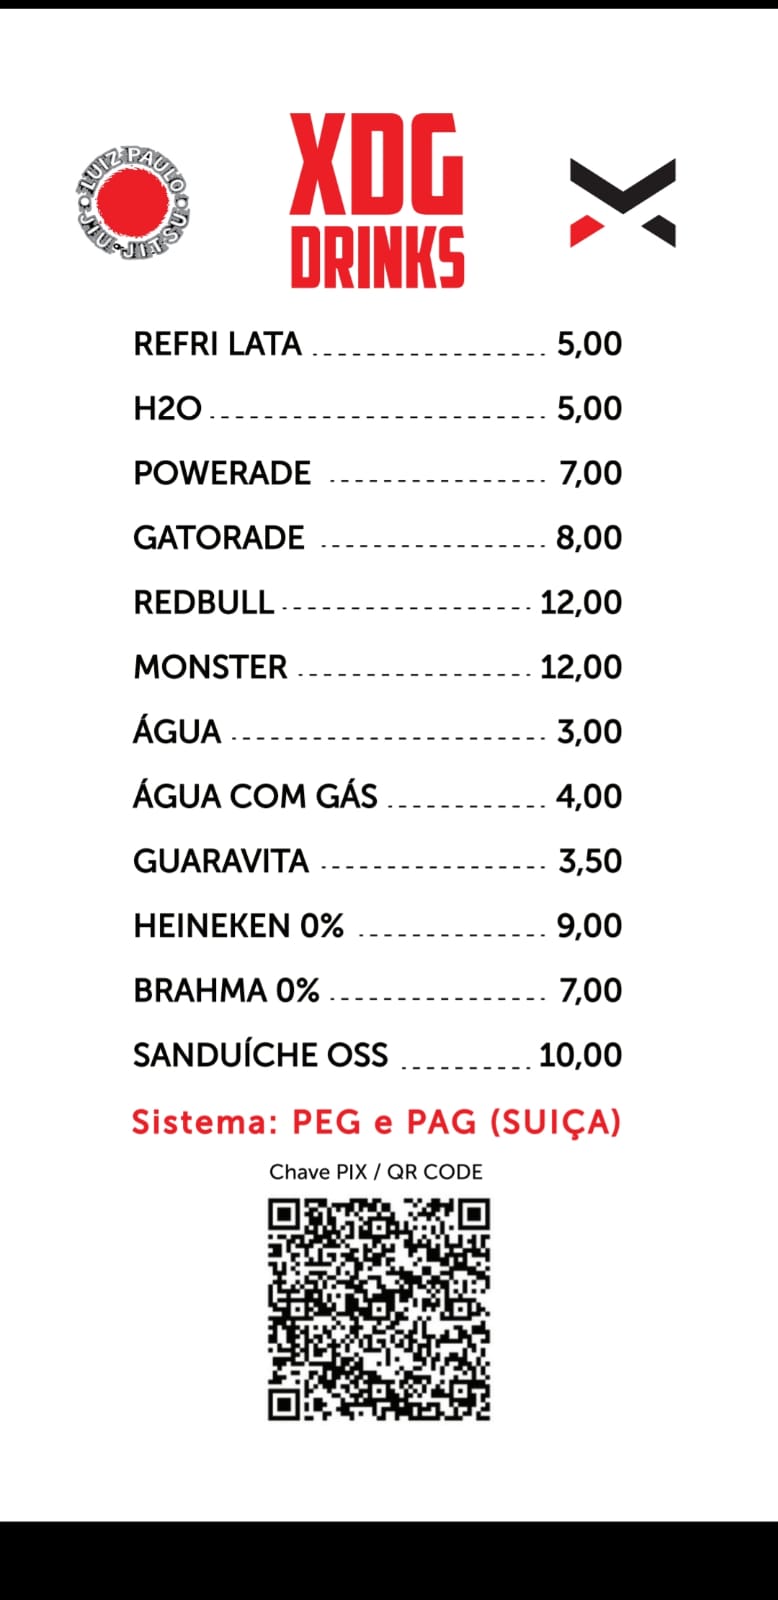 LUIZ PAULO
JIU-JITSU
XDG
DRINKS
REFRI LATA 5,00
H2O 5,00
POWERADE 7,00
GATORADE 8,00
REDBULL 12,00
MONSTER 12,00
ÁGUA 3,00
ÁGUA COM GÁS 4,00
GUARAVITA 3,50
HEINEKEN 0% 9,00
BRAHMA 0% 7,00
SANDUÍCHE OSS 10,00
Sistema: PEG e PAG (SUIÇA)
Chave PIX / QR CODE